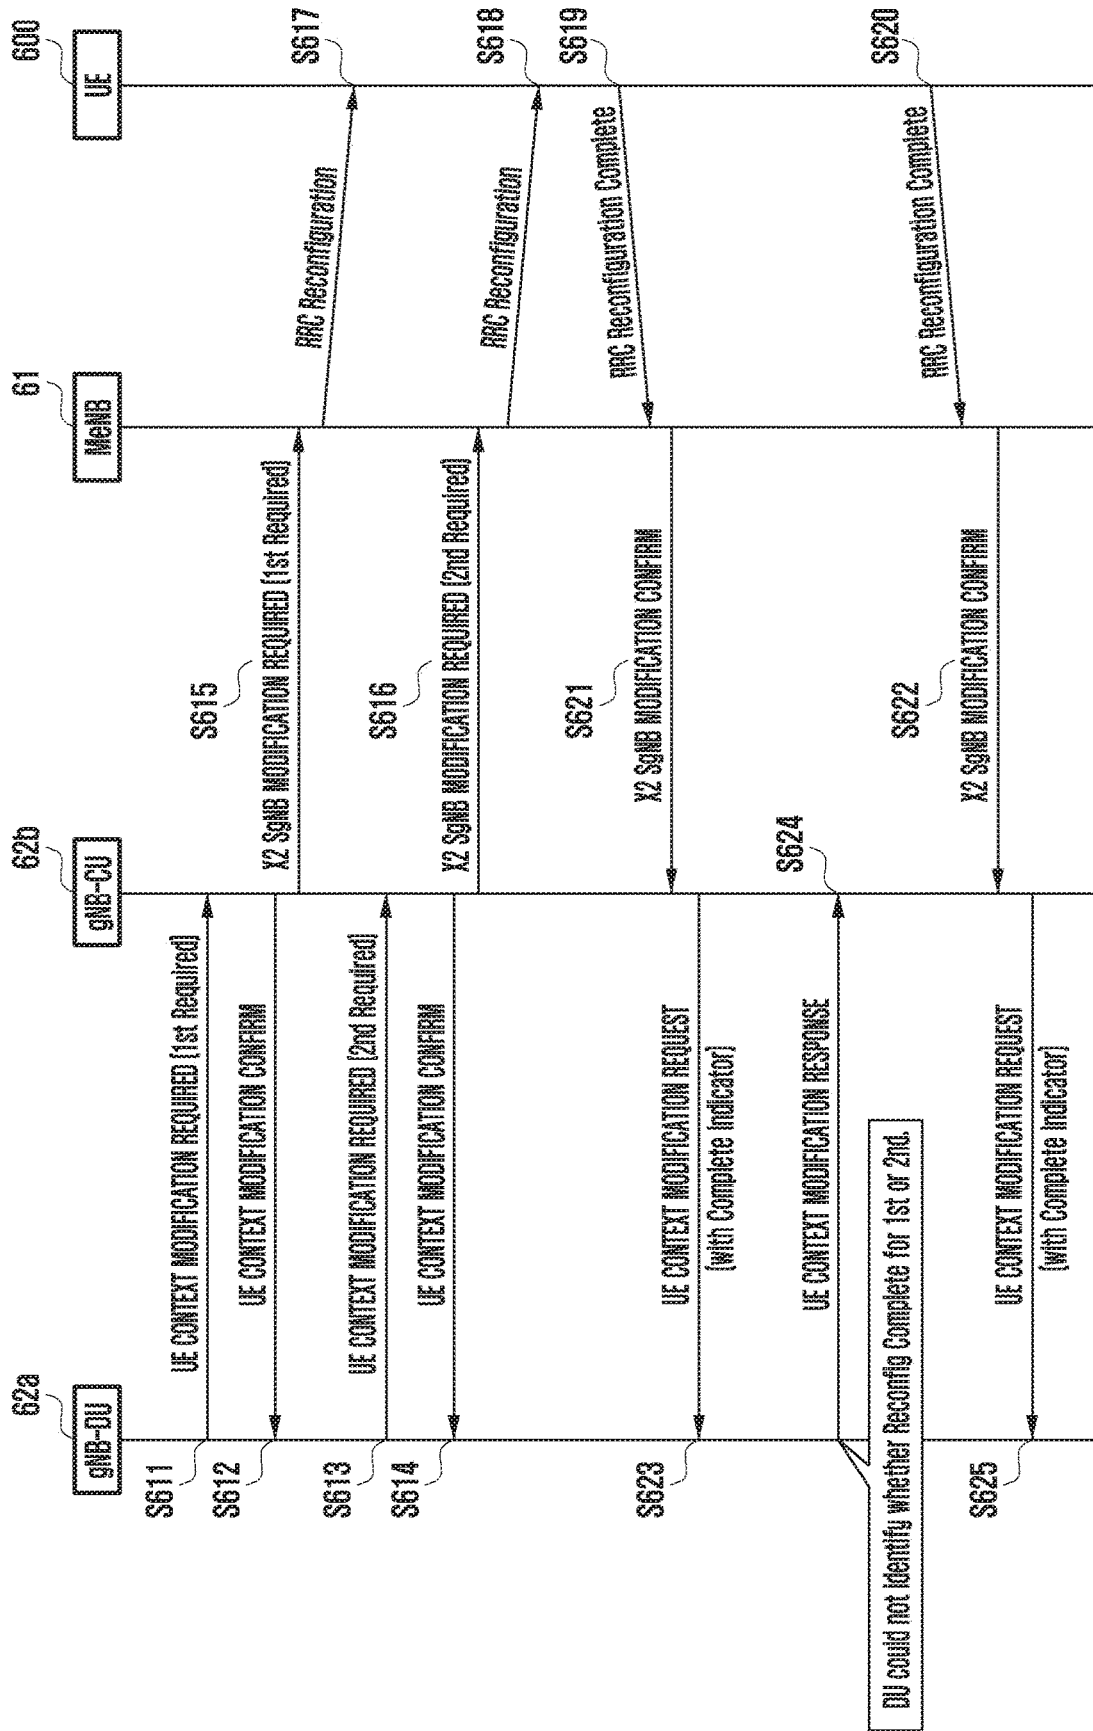 62a
gNB-DU
62b
gNB-CU
61
MeNB
600
UE
S611
UE CONTEXT MODIFICATION REQUIRED (1st Required)
S612
UE CONTEXT MODIFICATION CONFIRM
S615
X2 SgNB MODIFICATION REQUIRED (1st Required)
RRC Reconfiguration
S617
S613
UE CONTEXT MODIFICATION REQUIRED (2nd Required)
S614
UE CONTEXT MODIFICATION CONFIRM
S616
X2 SgNB MODIFICATION REQUIRED (2nd Required)
RRC Reconfiguration
S618
S619
RRC Reconfiguration Complete
S621
X2 SgNB MODIFICATION CONFIRM
S623
UE CONTEXT MODIFICATION REQUEST
(with Complete Indicator)
UE CONTEXT MODIFICATION RESPONSE
S624
DU could not identify whether Reconfig Complete for 1st or 2nd.
S620
RRC Reconfiguration Complete
S622
X2 SgNB MODIFICATION CONFIRM
S625
UE CONTEXT MODIFICATION REQUEST
(with Complete Indicator)